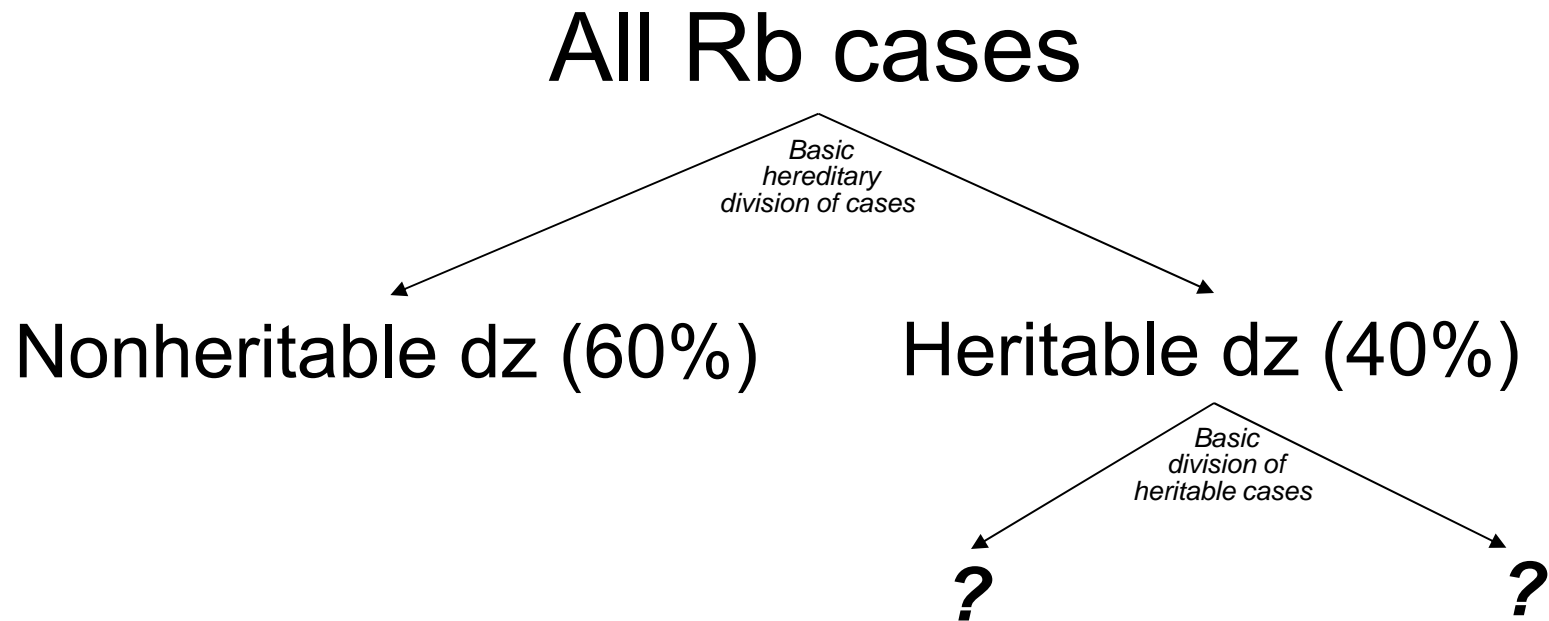 All Rb cases
Basic
hereditary
division of cases
Nonheritable dz (60%)
Heritable dz (40%)
Basic
division of
heritable cases
?
?